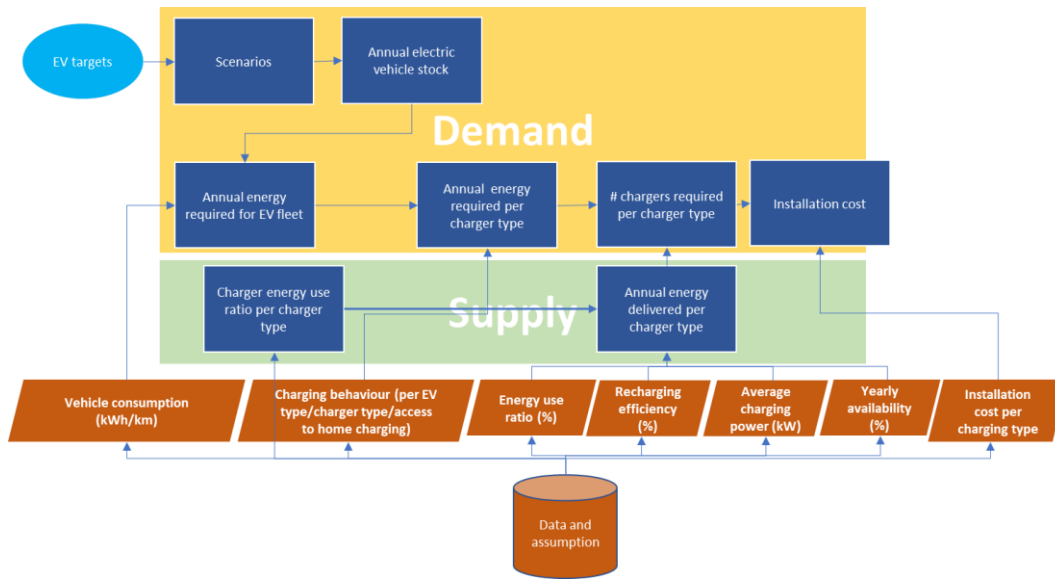 EV targets
Scenarios
Annual electric
vehicle stock
Demand
Annual energy
required for EV fleet
Annual energy
required per
charger type
# chargers required
per charger type
Installation cost
Charger energy use
ratio per charger
type
Supply
Annual energy
delivered per
charger type
Vehicle consumption
(kWh/km)
Charging behaviour (per EV
type/charger type/access
to home charging)
Energy use
ratio (%)
Recharging
efficiency
(%)
Average
charging
power (kW)
Yearly
availability
(%)
Installation
cost per
charging type
Data and
assumption